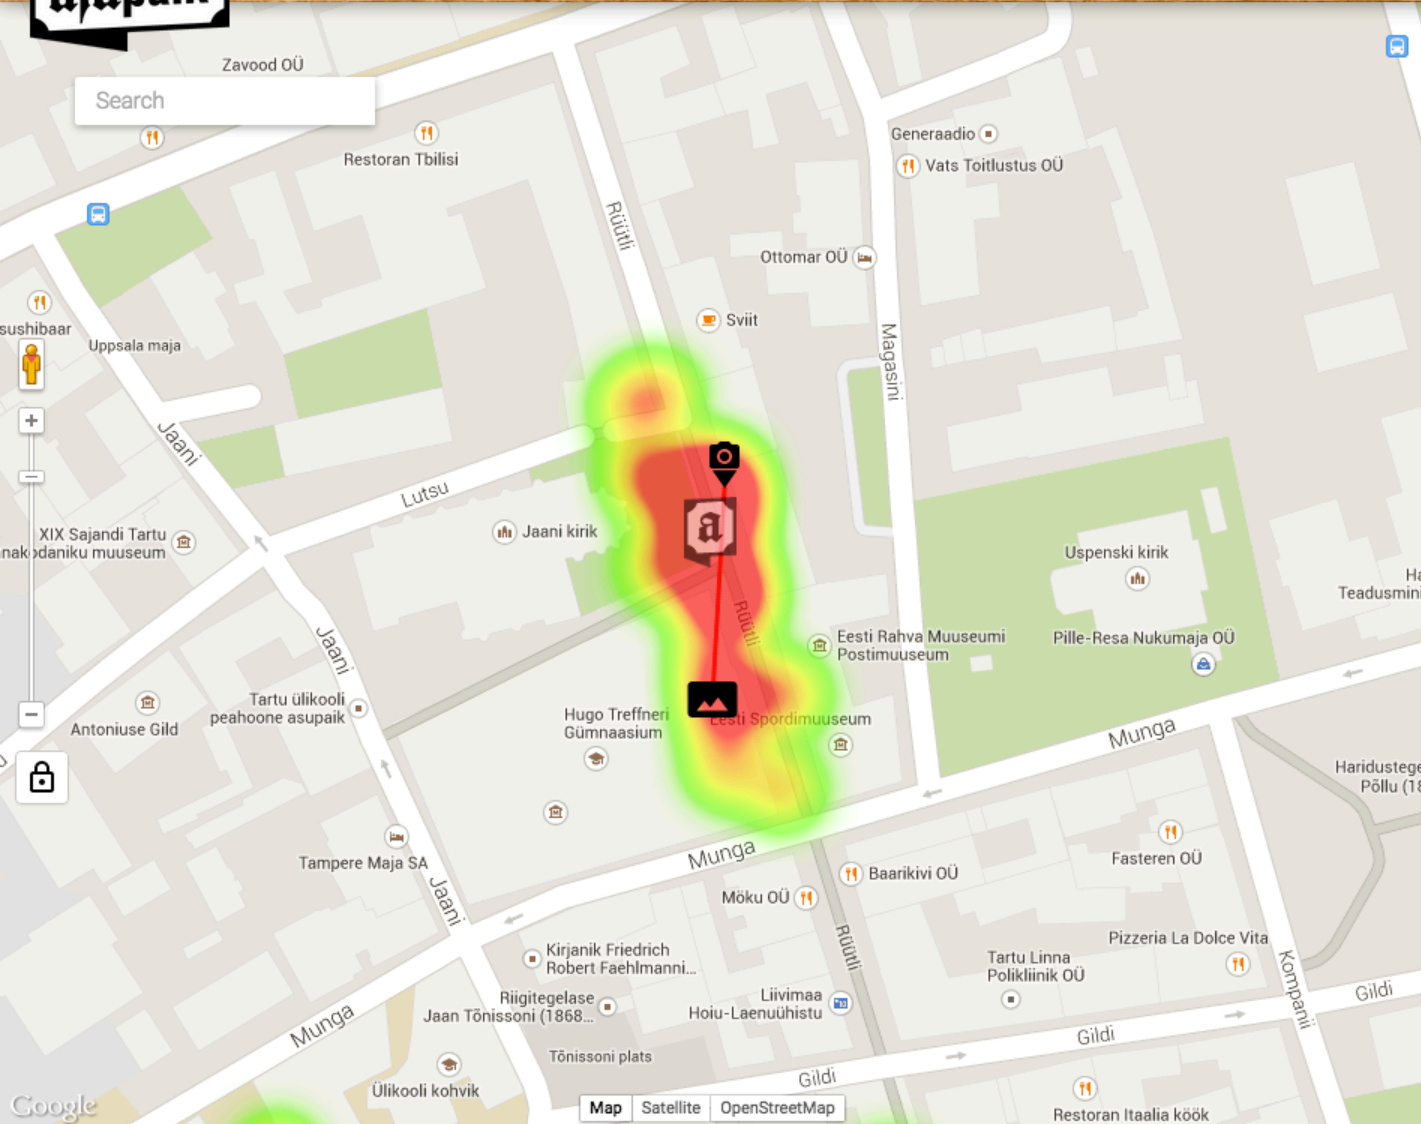 Zavood OÜ
Search
Restoran Tbilisi
Generaadio
Vats Toitlustus OÜ
Rüütli
Ottomar OÜ
Sviit
sushibaar
Uppsala maja
Magasini
Jaani
Lutsu
XIX Sajandi Tartu
nakodaniku muuseum
Jaani kirik
a
Uspenski kirik
Teadusmini
Rüütli
Eesti Rahva Muuseumi
Postimuuseum
Pille-Resa Nukumaja OÜ
Jaani
Tartu ülikooli
peahoone asupaik
Antoniuse Gild
Hugo Treffneri
Gümnaasium
Eesti Spordimuuseum
Munga
Haridustege
Põllu (18
Munga
Tampere Maja SA
Jaani
Baarikivi OÜ
Fasteren OÜ
Möku OÜ
Rüütli
Kirjanik Friedrich
Robert Faehlmanni...
Pizzeria La Dolce Vita
Tartu Linna
Polikliinik OÜ
Kompanii
Riigitegelase
Jaan Tõnissoni (1868...
Liivimaa
Hoiu-Laenuühistu
Gildi
Munga
Tõnissoni plats
Gildi
Ülikooli kohvik
Gildi
Google
Map
Satellite
OpenStreetMap
Restoran Itaalia köök